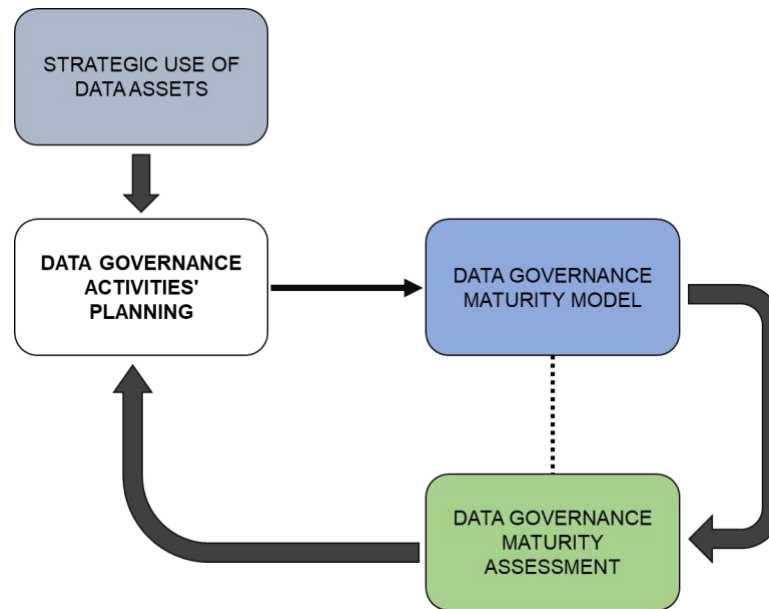 STRATEGIC USE OF
DATA ASSETS
DATA GOVERNANCE
ACTIVITIES'
PLANNING
DATA GOVERNANCE
MATURITY MODEL
DATA GOVERNANCE
MATURITY
ASSESSMENT